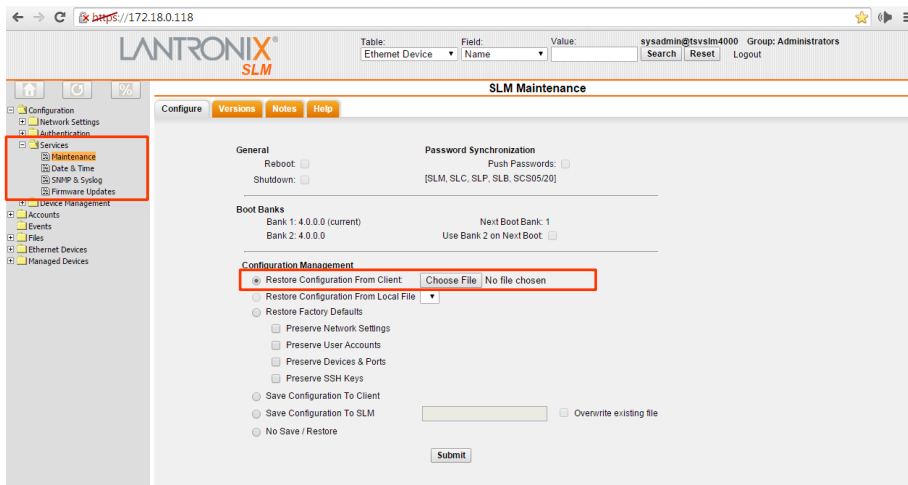 https://172.18.0.118
LANTRONIX®
SLM
Table: Field: Value: sysadmin@tsvslm4000 Group: Administrators
Ethernet Device Name Search Reset Logout
SLM Maintenance
Configure Versions Notes Help
Configuration
Network Settings
Authentication
Services
Maintenance
Date & Time
SNMP & Syslog
Firmware Updates
Device Management
Accounts
Events
Files
Ethernet Devices
Managed Devices
General Password Synchronization
Reboot: Push Passwords:
Shutdown: [SLM, SLC, SLP, SLB, SCS05/20]
Boot Banks
Bank 1: 4.0.0.0 (current) Next Boot Bank: 1
Bank 2: 4.0.0.0 Use Bank 2 on Next Boot:
Configuration Management
Restore Configuration From Client: Choose File No file chosen
Restore Configuration From Local File
Restore Factory Defaults
Preserve Network Settings
Preserve User Accounts
Preserve Devices & Ports
Preserve SSH Keys
Save Configuration To Client
Save Configuration To SLM Overwrite existing file
No Save / Restore
Submit